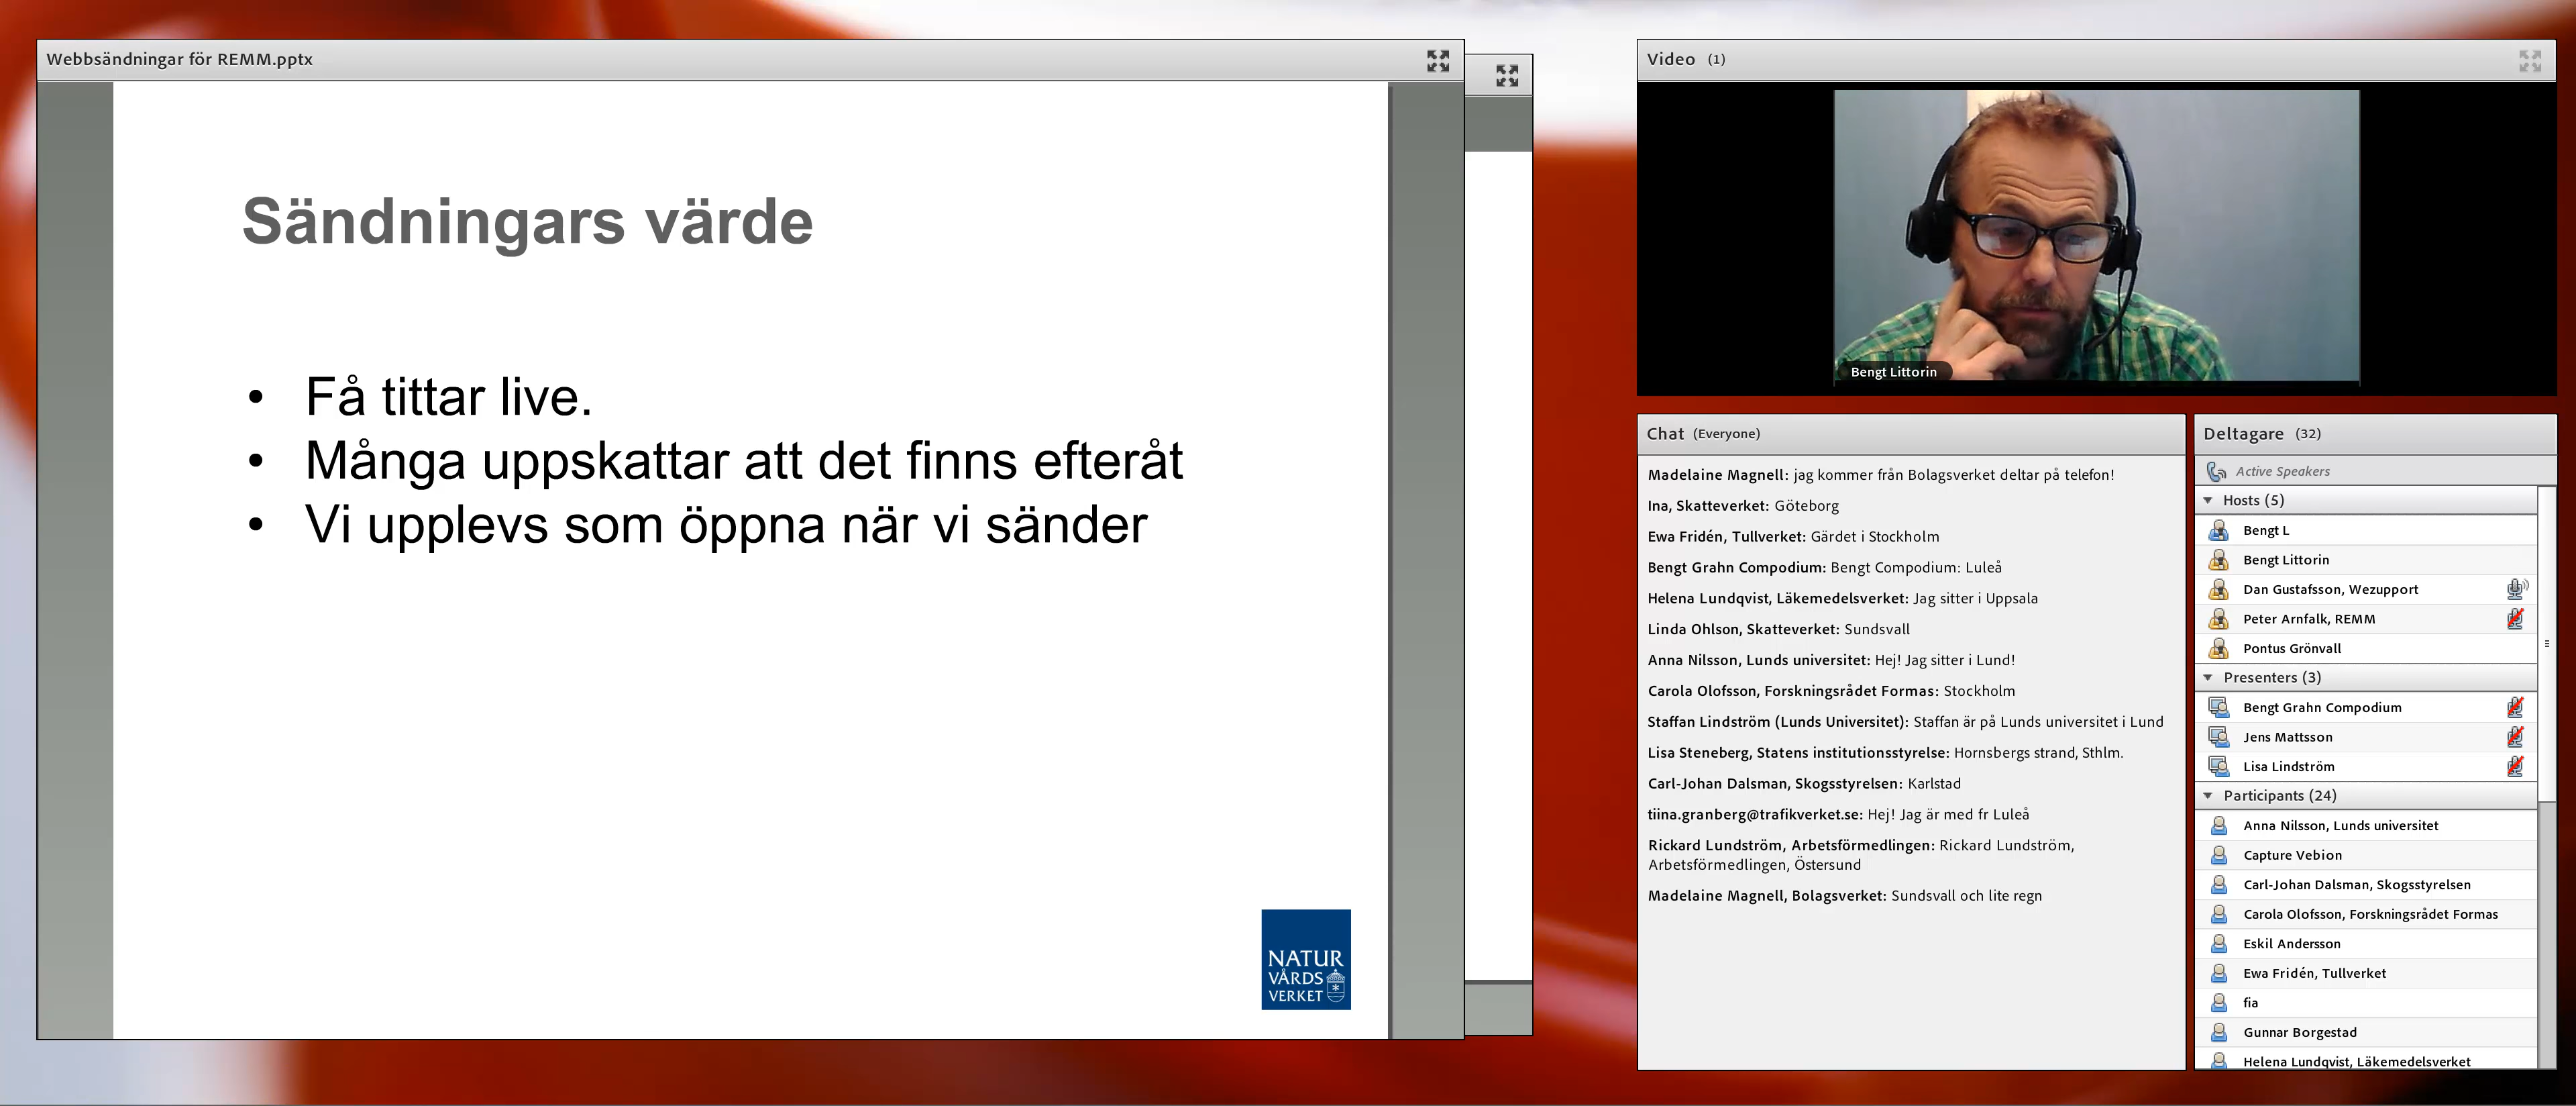 Webbsändningar för REMM.pptx
Sändningars värde
• Få tittar live.
• Många uppskattar att det finns efteråt
• Vi upplevs som öppna när vi sänder
NATUR
VÅRDS
VERKET
Video (1)
Bengt Littorin
Chat (Everyone)
Madelaine Magnell: jag kommer från Bolagsverket deltar på telefon!
Ina, Skatteverket: Göteborg
Ewa Fridén, Tullverket: Gärdet i Stockholm
Bengt Grahn Compodium: Bengt Compodium: Luleå
Helena Lundqvist, Läkemedelsverket: Jag sitter i Uppsala
Linda Ohlson, Skatteverket: Sundsvall
Anna Nilsson, Lunds universitet: Hej! Jag sitter i Lund!
Carola Olofsson, Forskningsrådet Formas: Stockholm
Staffan Lindström (Lunds Universitet): Staffan är på Lunds universitet i Lund
Lisa Steneberg, Statens institutionsstyrelse: Hornsbergs strand, Sthlm.
Carl-Johan Dalsman, Skogsstyrelsen: Karlstad
tiina.granberg@trafikverket.se: Hej! Jag är med fr Luleå
Rickard Lundström, Arbetsförmedlingen: Rickard Lundström,
Arbetsförmedlingen, Östersund
Madelaine Magnell, Bolagsverket: Sundsvall och lite regn
Deltagare (32)
Active Speakers
Hosts (5)
Bengt L
Bengt Littorin
Dan Gustafsson, Wezupport
Peter Arnfalk, REMM
Pontus Grönvall
Presenters (3)
Bengt Grahn Compodium
Jens Mattsson
Lisa Lindström
Participants (24)
Anna Nilsson, Lunds universitet
Capture Vebion
Carl-Johan Dalsman, Skogsstyrelsen
Carola Olofsson, Forskningsrådet Formas
Eskil Andersson
Ewa Fridén, Tullverket
fia
Gunnar Borgestad
Helena Lundqvist, Läkemedelsverket